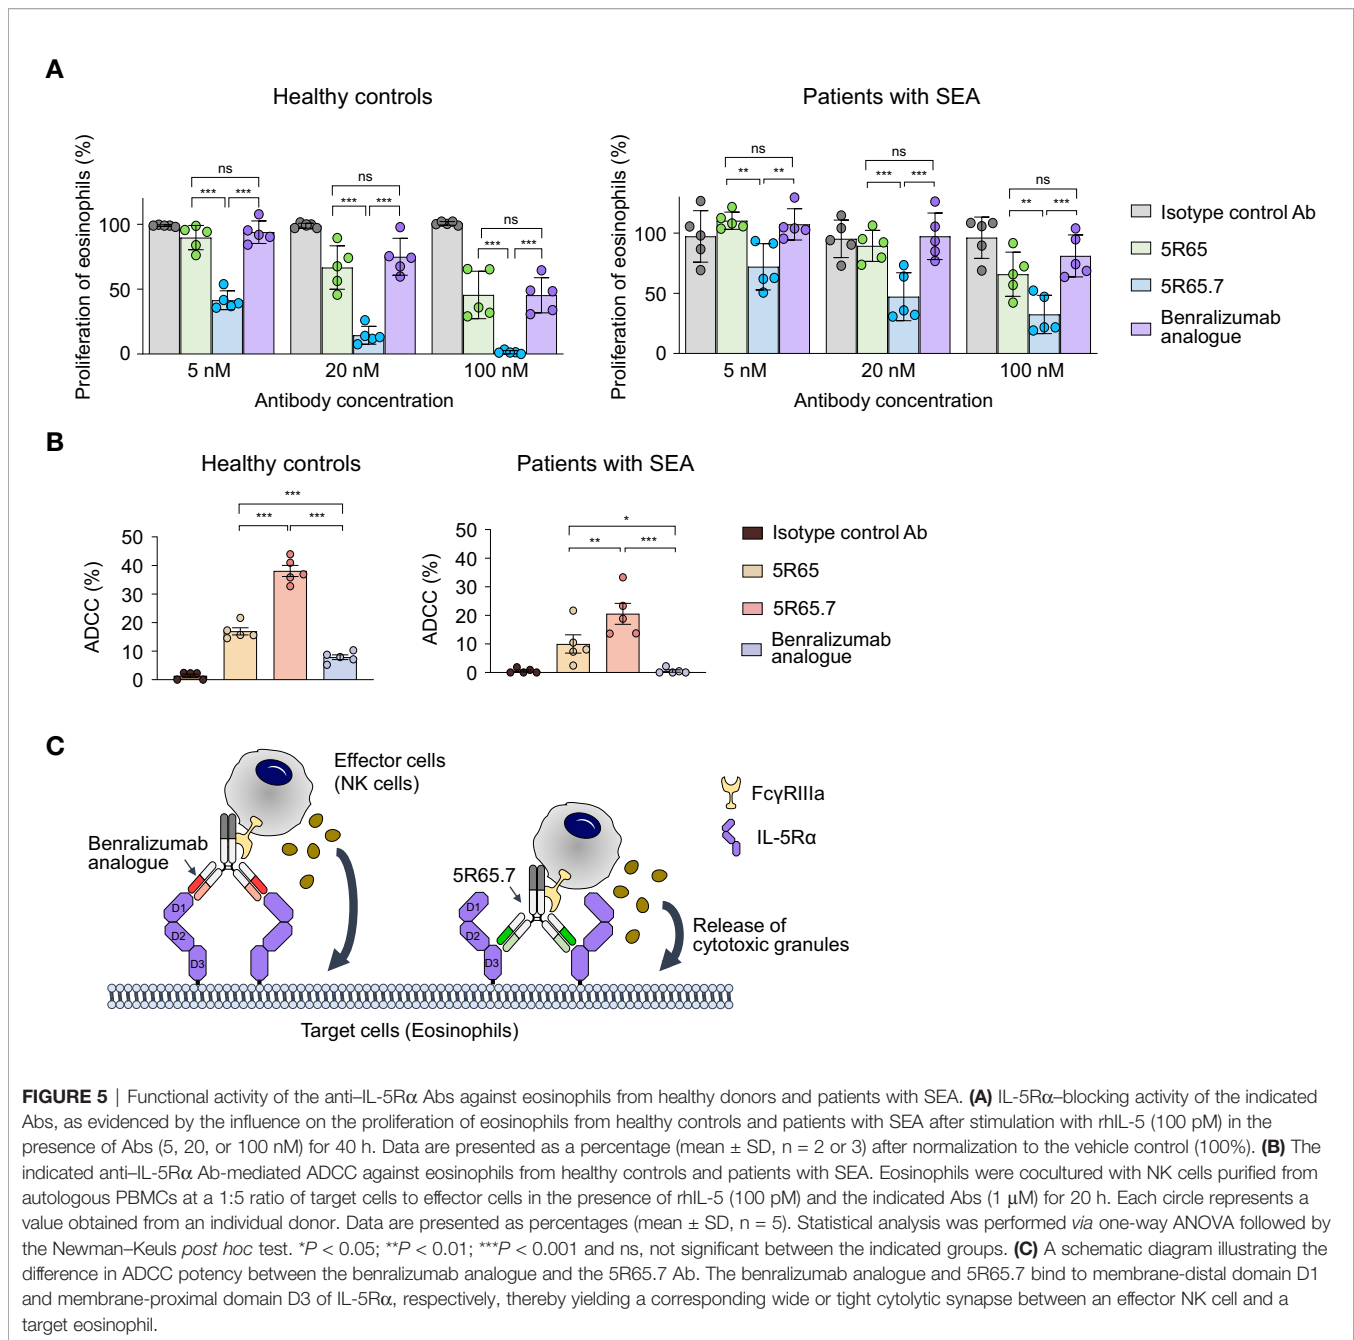 A
Healthy controls
Patients with SEA
Proliferation of eosinophils (%)
100
50
0
ns
*** ***
ns
*** ***
ns
*** ***
5 nM 20 nM 100 nM
Antibody concentration
Proliferation of eosinophils (%)
100
50
0
ns
** **
ns
*** ***
ns
** ***
5 nM 20 nM 100 nM
Antibody concentration
Isotype control Ab
5R65
5R65.7
Benralizumab
analogue
B
Healthy controls
Patients with SEA
ADCC (%)
50
40
30
20
10
0
***
*** ***
ADCC (%)
50
40
30
20
10
0
*
** ***
Isotype control Ab
5R65
5R65.7
Benralizumab
analogue
C
Effector cells
(NK cells)
Benralizumab
analogue
D1
D2
D3
5R65.7
D1
D2
D3
FcγRIIIa
IL-5Rα
Release of
cytotoxic granules
Target cells (Eosinophils)
FIGURE 5 | Functional activity of the anti–IL-5Rα Abs against eosinophils from healthy donors and patients with SEA. (A) IL-5Rα–blocking activity of the indicated
Abs, as evidenced by the influence on the proliferation of eosinophils from healthy controls and patients with SEA after stimulation with rhIL-5 (100 pM) in the
presence of Abs (5, 20, or 100 nM) for 40 h. Data are presented as a percentage (mean ± SD, n = 2 or 3) after normalization to the vehicle control (100%). (B) The
indicated anti–IL-5Rα Ab-mediated ADCC against eosinophils from healthy controls and patients with SEA. Eosinophils were cocultured with NK cells purified from
autologous PBMCs at a 1:5 ratio of target cells to effector cells in the presence of rhIL-5 (100 pM) and the indicated Abs (1 μM) for 20 h. Each circle represents a
value obtained from an individual donor. Data are presented as percentages (mean ± SD, n = 5). Statistical analysis was performed via one-way ANOVA followed by
the Newman–Keuls post hoc test. *P < 0.05; **P < 0.01; ***P < 0.001 and ns, not significant between the indicated groups. (C) A schematic diagram illustrating the
difference in ADCC potency between the benralizumab analogue and the 5R65.7 Ab. The benralizumab analogue and 5R65.7 bind to membrane-distal domain D1
and membrane-proximal domain D3 of IL-5Rα, respectively, thereby yielding a corresponding wide or tight cytolytic synapse between an effector NK cell and a
target eosinophil.